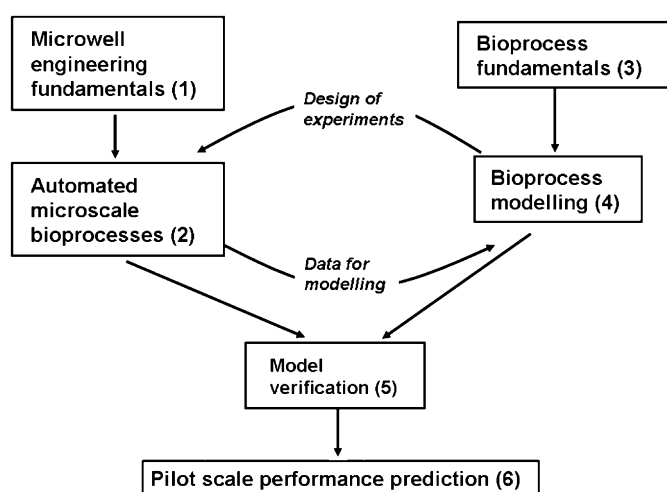 Microwell
engineering
fundamentals (1)
Bioprocess
fundamentals (3)
Design of
experiments
Automated
microscale
bioprocesses (2)
Bioprocess
modelling (4)
Data for
modelling
Model
verification (5)
Pilot scale performance prediction (6)